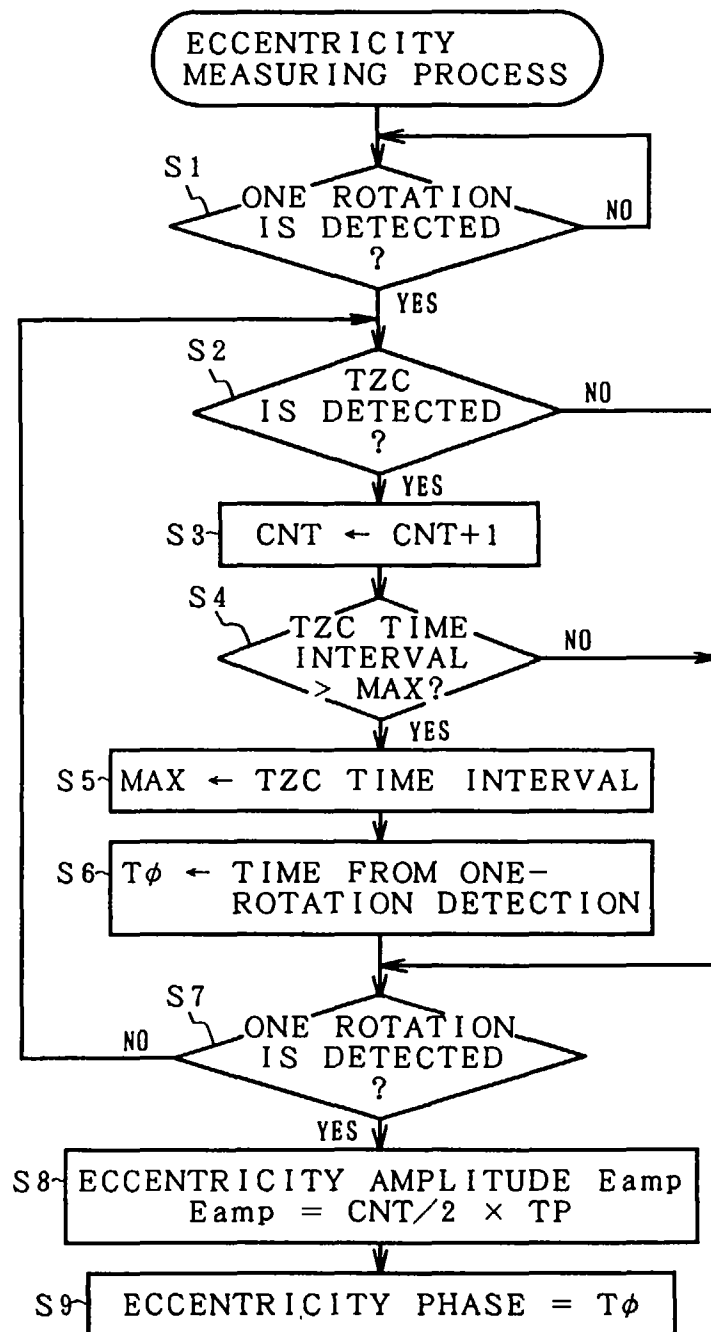 ECCENTRICITY
MEASURING PROCESS
S1
ONE ROTATION
IS DETECTED
?
NO
YES
S2
TZC
IS DETECTED
?
NO
YES
S3
CNT ← CNT+1
S4
TZC TIME
INTERVAL
> MAX?
NO
YES
S5
MAX ← TZC TIME INTERVAL
S6
Tφ ← TIME FROM ONE-
ROTATION DETECTION
S7
ONE ROTATION
IS DETECTED
?
NO
YES
S8
ECCENTRICITY AMPLITUDE Eamp
Eamp = CNT/2 × TP
S9
ECCENTRICITY PHASE = Tφ